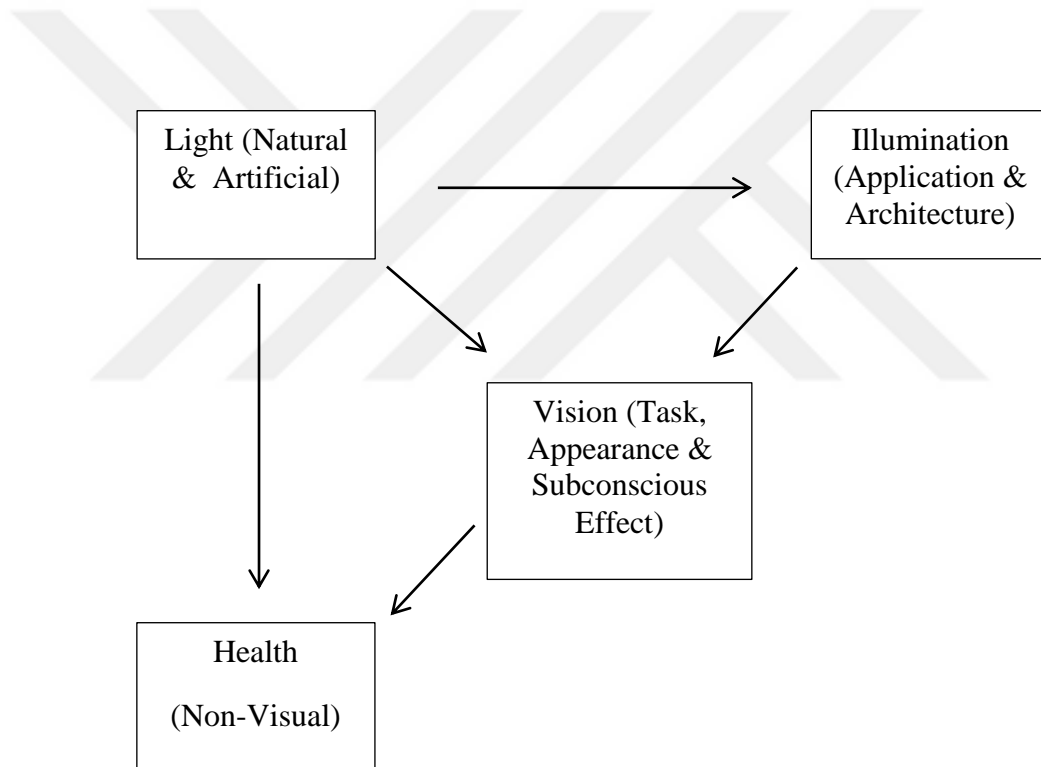 Light (Natural
& Artificial)
Illumination
(Application &
Architecture)
Vision (Task,
Appearance &
Subconscious
Effect)
Health
(Non-Visual)